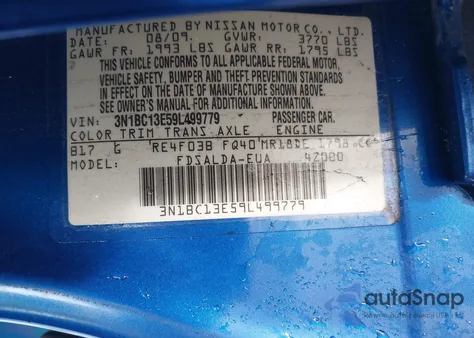 MANUFACTURED BY NISSAN MOTOR CO., LTD.
DATE: 08/09. GVWR: 3770 LBS
GAWR FR: 1993 LBS GAWR RR: 1795 LBS
THIS VEHICLE CONFORMS TO ALL APPLICABLE FEDERAL MOTOR
VEHICLE SAFETY, BUMPER AND THEFT PREVENTION STANDARDS
IN EFFECT ON THE DATE OF MANUFACTURE SHOWN ABOVE.
SEE OWNER'S MANUAL FOR ADDITIONAL INFORMATION
VIN: 3N1BC13E59L499779 PASSENGER CAR.
COLOR TRIM TRANS. AXLE ENGINE
B17 G RE4F03B FQ40 MR18DE 1798 CC
MODEL: FDSALDA-EUA 4Z000
3N1BC13E59L499779
autoSnap